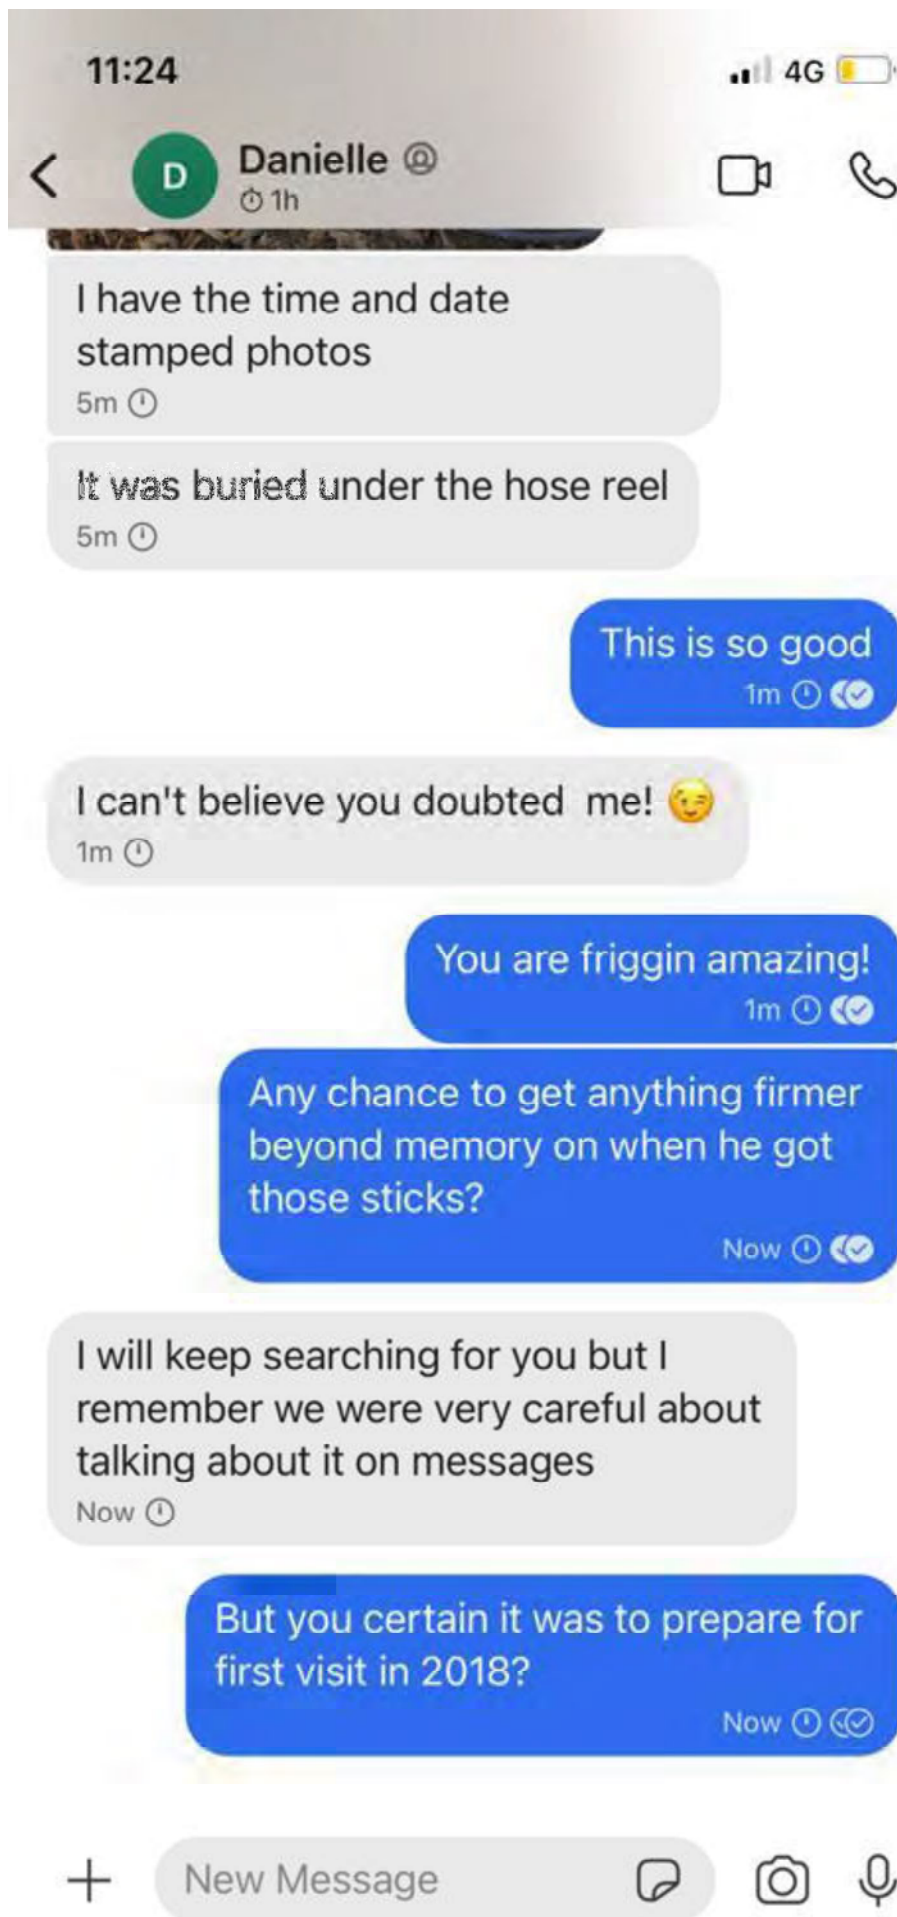 11:24
4G
D
Danielle
1h
I have the time and date
stamped photos
5m
It was buried under the hose reel
5m
This is so good
1m
I can't believe you doubted  me! 😉
1m
You are friggin amazing!
1m
Any chance to get anything firmer
beyond memory on when he got
those sticks?
Now
I will keep searching for you but I
remember we were very careful about
talking about it on messages
Now
But you certain it was to prepare for
first visit in 2018?
Now
New Message